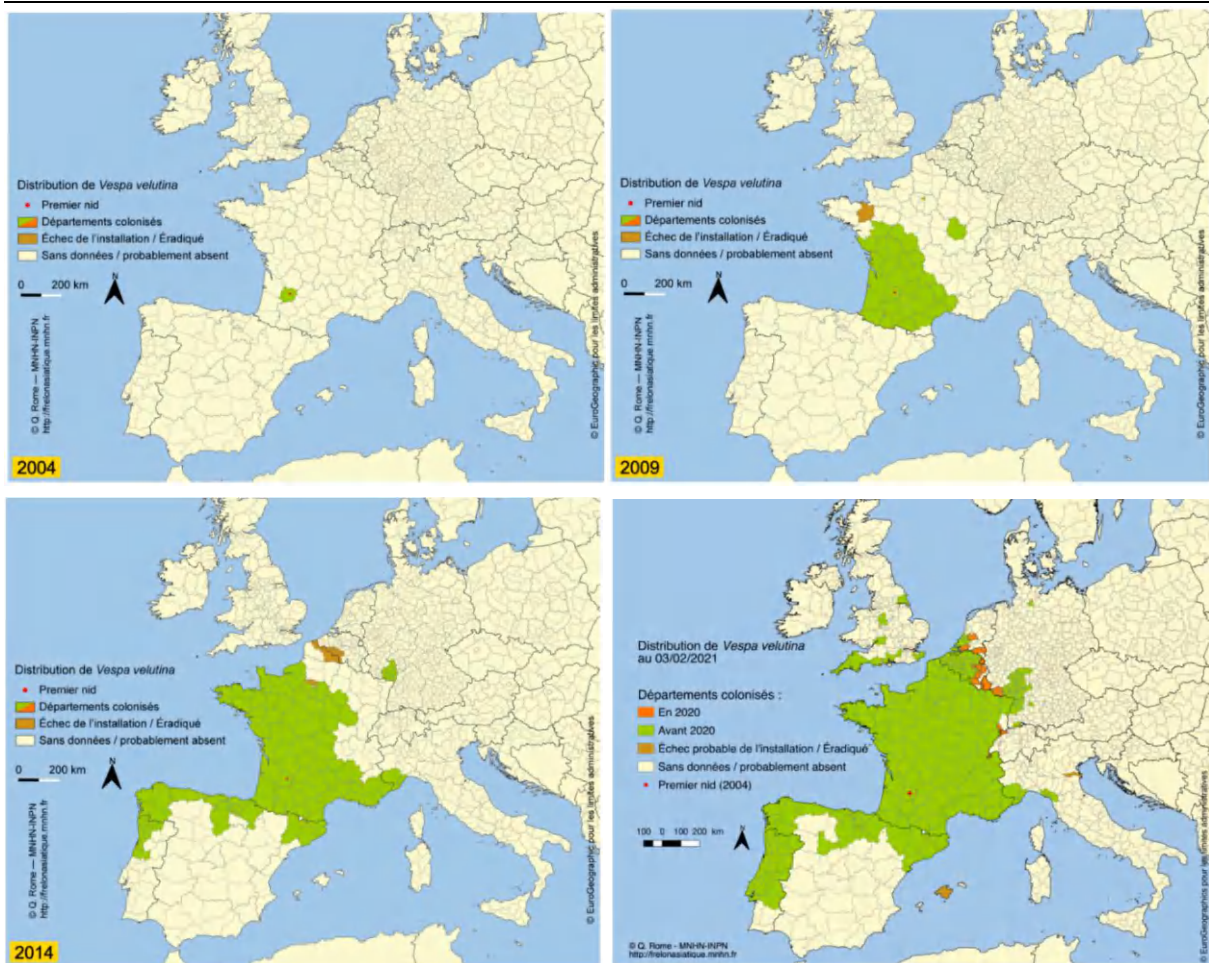 Distribution de Vespa velutina
Premier nid
Départements colonisés
Échec de l'installation / Éradiqué
Sans données / probablement absent
0 200 km
N
© Q. Rome — MNHN-INPN
http://frelonasiatique.mnhn.fr
© EuroGeographic pour les limites administratives
2004
Distribution de Vespa velutina
Premier nid
Départements colonisés
Échec de l'installation / Éradiqué
Sans données / probablement absent
0 200 km
N
© Q. Rome — MNHN-INPN
http://frelonasiatique.mnhn.fr
© EuroGeographic pour les limites administratives
2009
Distribution de Vespa velutina
Premier nid
Départements colonisés
Échec de l'installation / Éradiqué
Sans données / probablement absent
0 200 km
N
© Q. Rome — MNHN-INPN
http://frelonasiatique.mnhn.fr
© EuroGeographic pour les limites administratives
2014
Distribution de Vespa velutina
au 03/02/2021
Départements colonisés :
En 2020
Avant 2020
Échec probable de l'installation / Éradiqué
Sans données / probablement absent
Premier nid (2004)
100 0 100 200 km
N
© Q. Rome - MNHN-INPN
http://frelonasiatique.mnhn.fr
© EuroGeographics pour les limites administratives